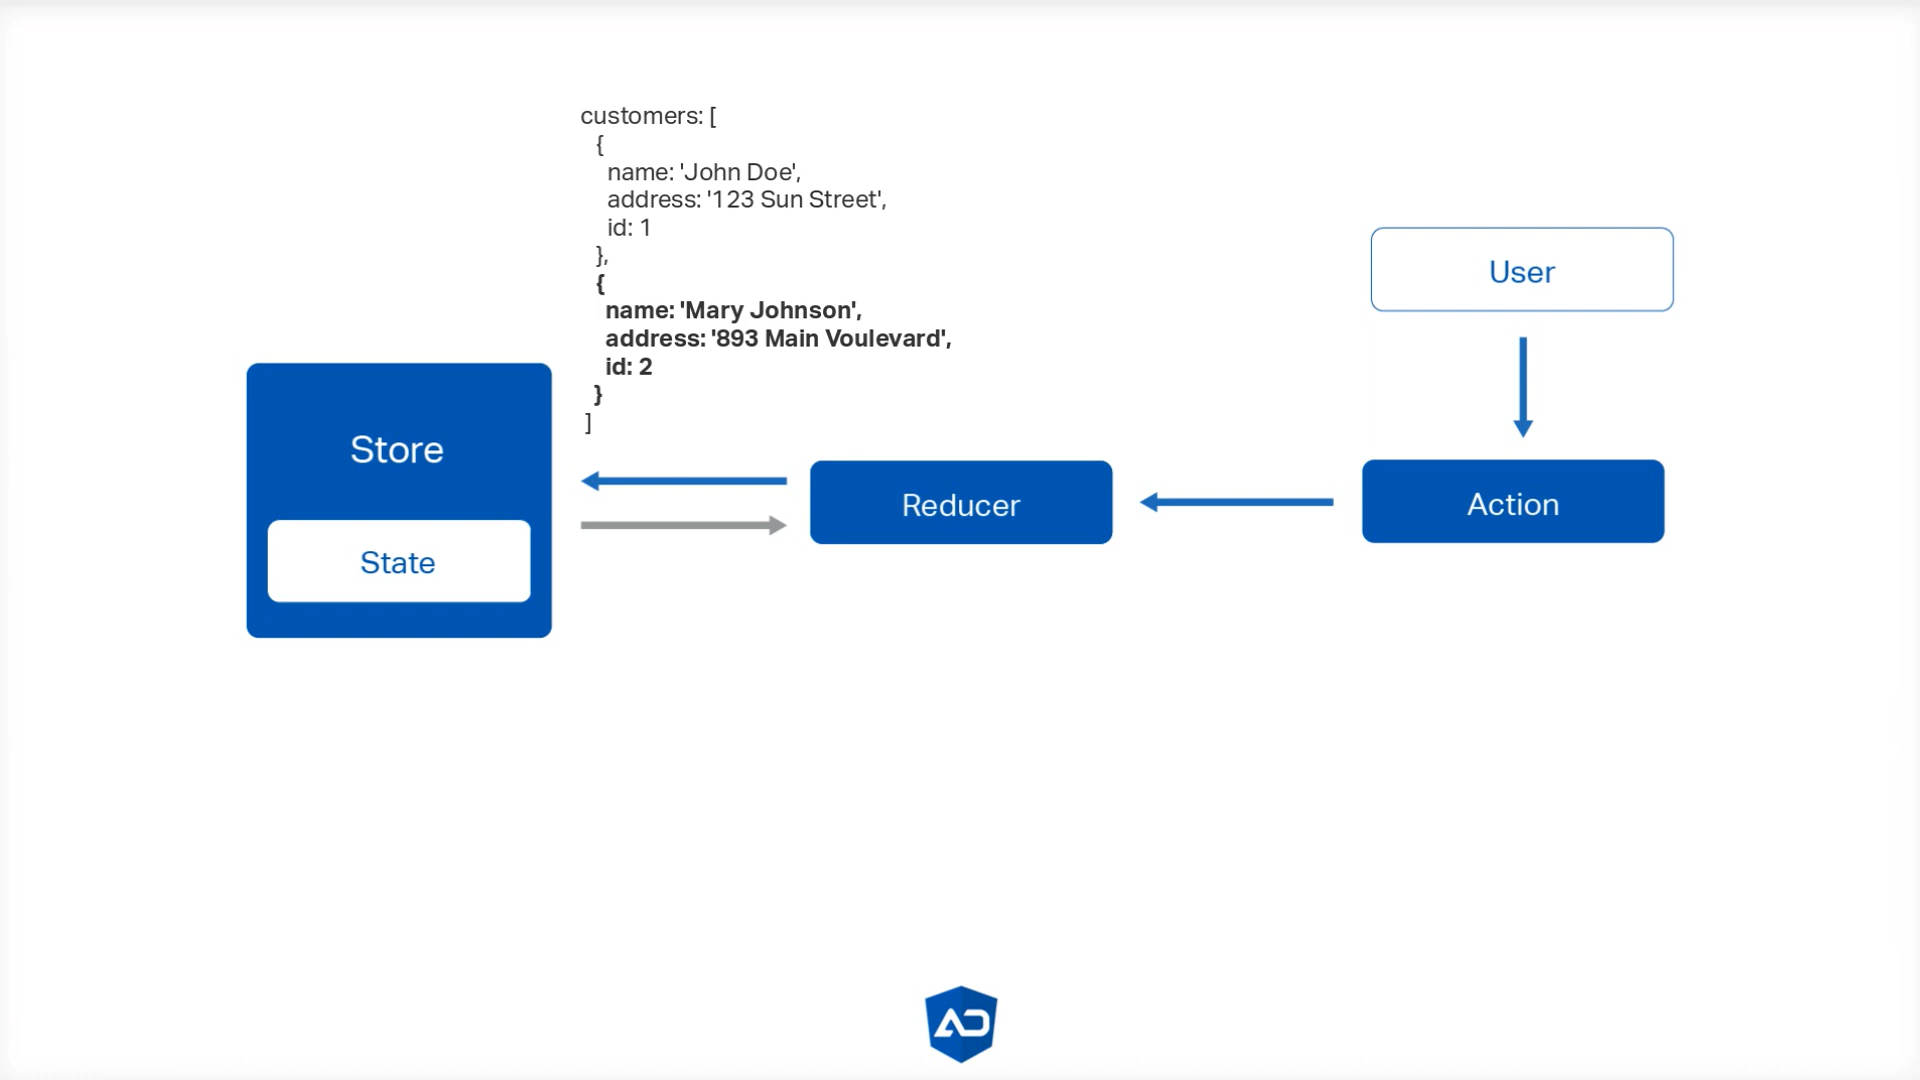 customers: [
{
name: 'John Doe',
address: '123 Sun Street',
id: 1
},
{
name: 'Mary Johnson',
address: '893 Main Voulevard',
id: 2
}
]
User
Store
State
Reducer
Action
AD